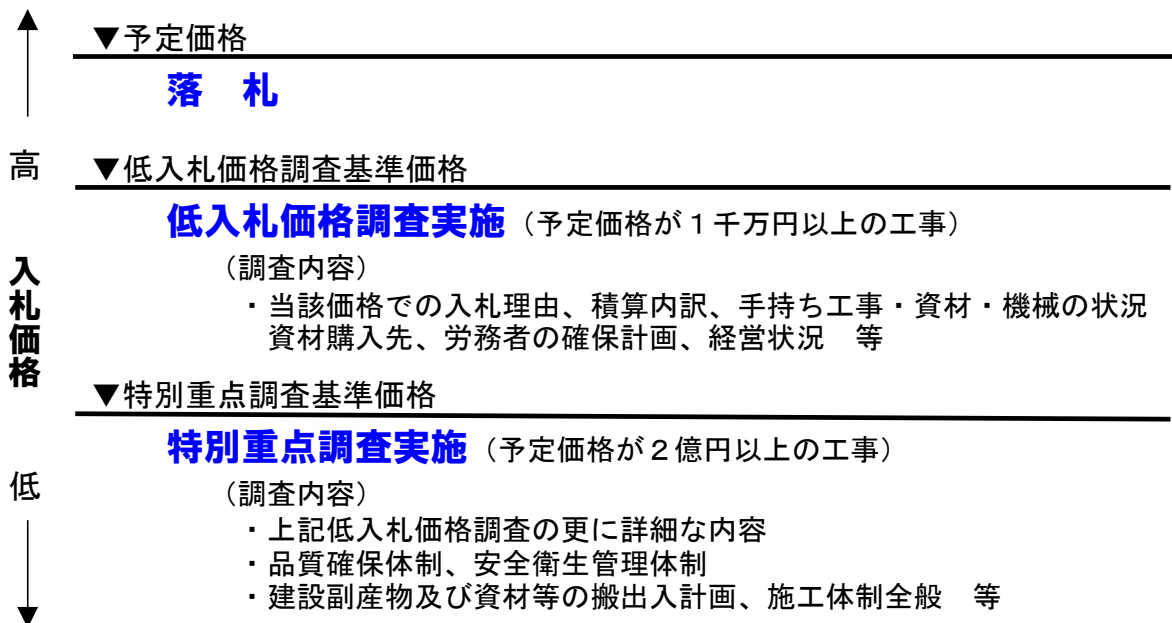 ▼予定価格
落　札
高
▼低入札価格調査基準価格
低入札価格調査実施（予定価格が１千万円以上の工事）
（調査内容）
・当該価格での入札理由、積算内訳、手持ち工事・資材・機械の状況
資材購入先、労務者の確保計画、経営状況　等
入札価格
▼特別重点調査基準価格
特別重点調査実施（予定価格が２億円以上の工事）
低
（調査内容）
・上記低入札価格調査の更に詳細な内容
・品質確保体制、安全衛生管理体制
・建設副産物及び資材等の搬出入計画、施工体制全般　等